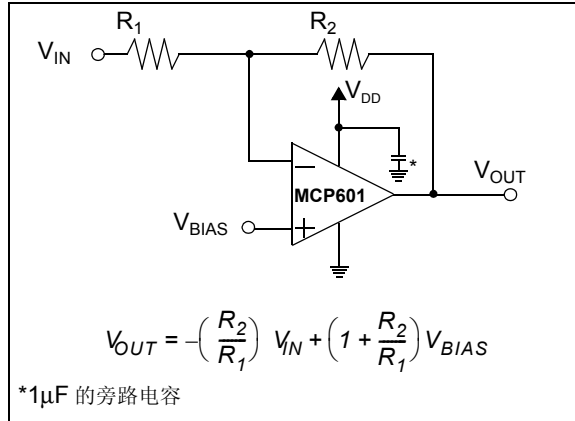 R1
R2
VIN
VDD
*
VOUT
−
MCP601
VBIAS
+
VOUT = −(R2/R1) VIN + (1 + R2/R1) VBIAS
*1μF 的旁路电容